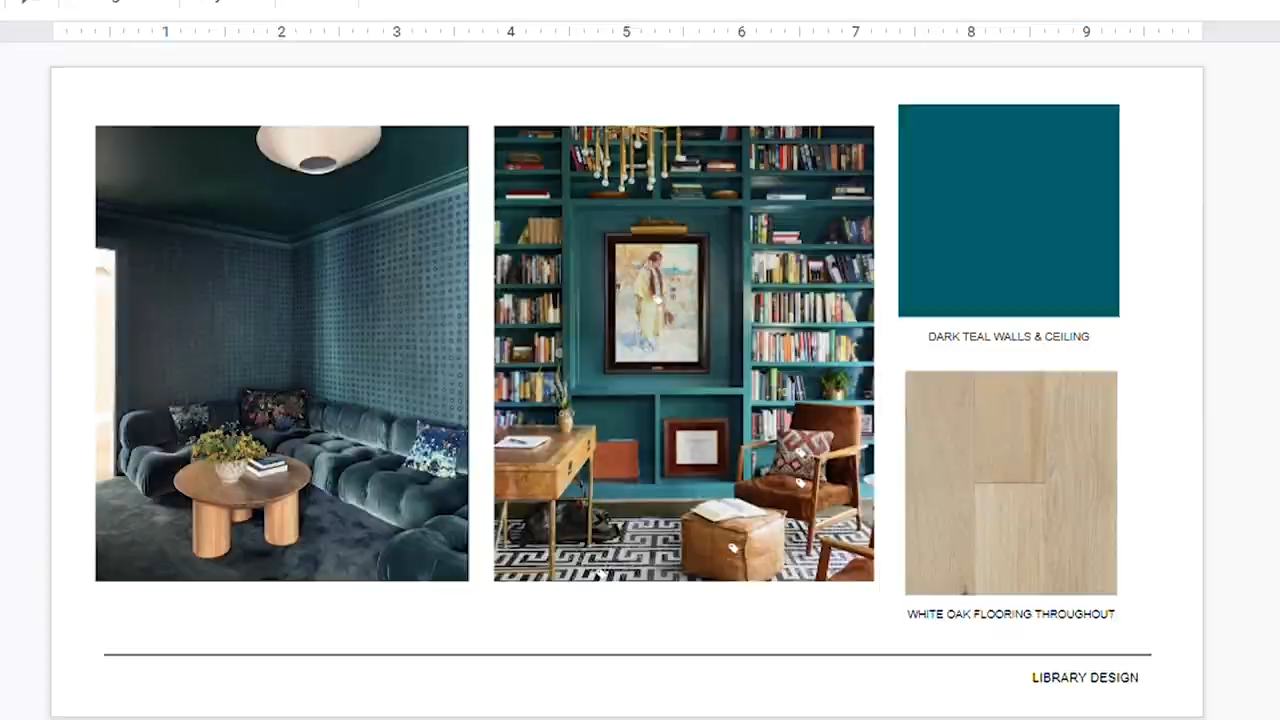 1 2 3 4 5 6 7 8 9
DARK TEAL WALLS & CEILING
WHITE OAK FLOORING THROUGHOUT
LIBRARY DESIGN